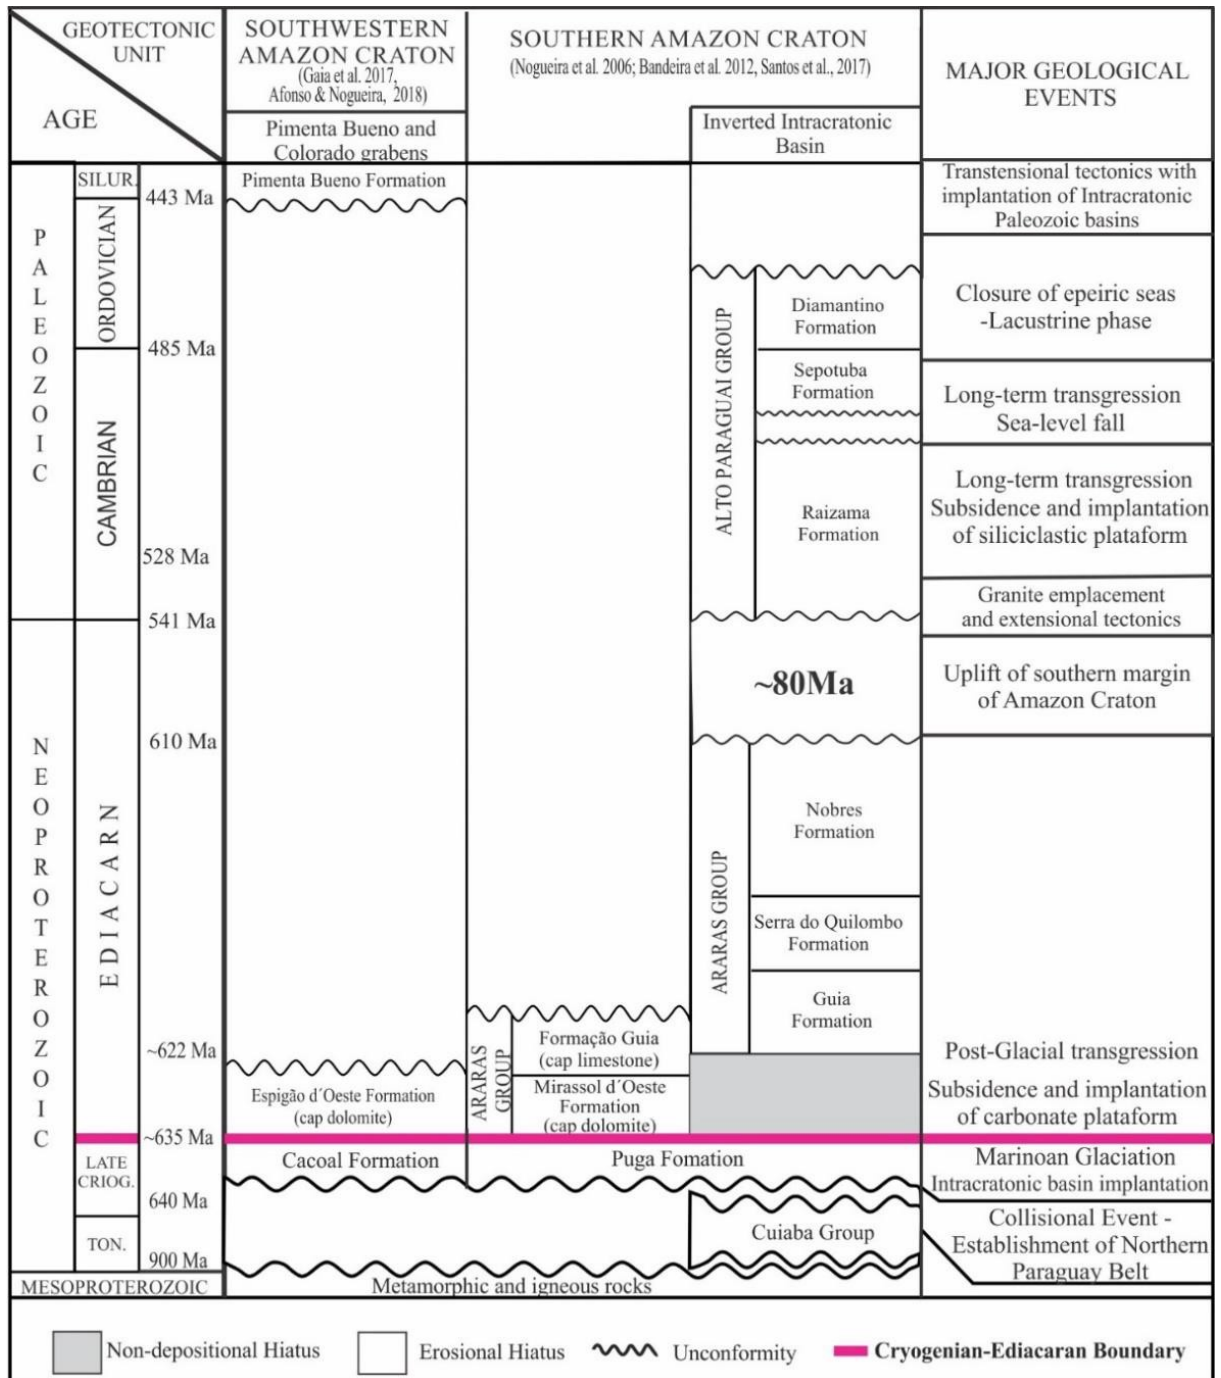 GEOTECTONIC
UNIT
AGE
SOUTHWESTERN
AMAZON CRATON
(Gaia et al. 2017,
Afonso & Nogueira, 2018)
Pimenta Bueno and
Colorado grabens
SOUTHERN AMAZON CRATON
(Nogueira et al. 2006; Bandeira et al. 2012, Santos et al., 2017)
Inverted Intracratonic
Basin
MAJOR GEOLOGICAL
EVENTS
PALEOZOIC
SILUR.
443 Ma
ORDOVICIAN
485 Ma
CAMBRIAN
528 Ma
541 Ma
NEOPROTEROZOIC
EDIACARN
610 Ma
~622 Ma
~635 Ma
LATE
CRIOG.
640 Ma
TON.
900 Ma
MESOPROTEROZOIC
Pimenta Bueno Formation
Espigão d´Oeste Formation
(cap dolomite)
Cacoal Formation
ARARAS
GROUP
Formação Guia
(cap limestone)
Mirassol d´Oeste
Formation
(cap dolomite)
Puga Fomation
ALTO PARAGUAI GROUP
Diamantino
Formation
Sepotuba
Formation
Raizama
Formation
~80Ma
ARARAS GROUP
Nobres
Formation
Serra do Quilombo
Formation
Guia
Formation
Cuiaba Group
Metamorphic and igneous rocks
Transtensional tectonics with
implantation of Intracratonic
Paleozoic basins
Closure of epeiric seas
-Lacustrine phase
Long-term transgression
Sea-level fall
Long-term transgression
Subsidence and implantation
of siliciclastic plataform
Granite emplacement
and extensional tectonics
Uplift of southern margin
of Amazon Craton
Post-Glacial transgression
Subsidence and implantation
of carbonate plataform
Marinoan Glaciation
Intracratonic basin implantation
Collisional Event -
Establishment of Northern
Paraguay Belt
Non-depositional Hiatus
Erosional Hiatus
Unconformity
Cryogenian-Ediacaran Boundary